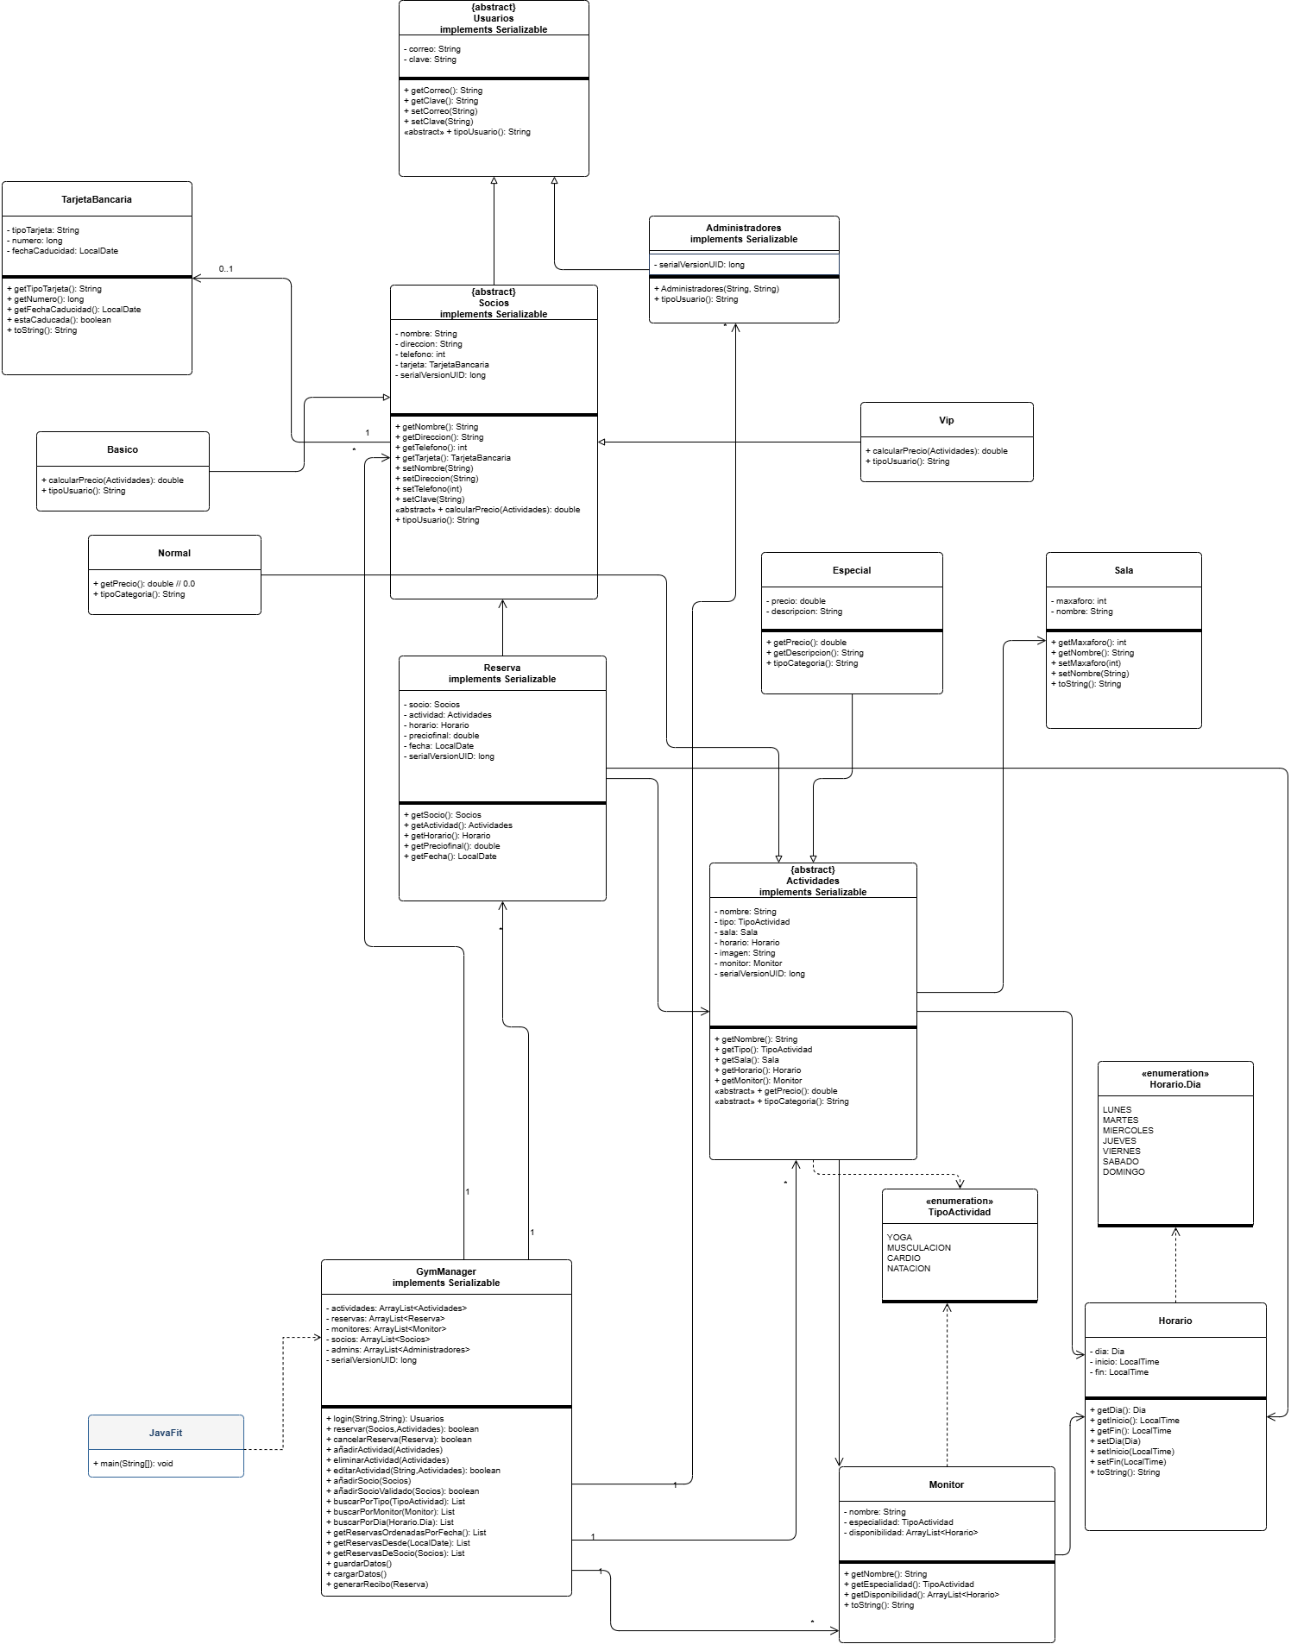 {abstract}
Usuarios
implements Serializable
- correo: String
- clave: String
+ getCorreo(): String
+ getClave(): String
+ setCorreo(String)
+ setClave(String)
«abstract» + tipoUsuario(): String
TarjetaBancaria
- tipoTarjeta: String
- numero: long
- fechaCaducidad: LocalDate
+ getTipoTarjeta(): String
+ getNumero(): long
+ getFechaCaducidad(): LocalDate
+ estaCaducada(): boolean
+ toString(): String
0..1
Administradores
implements Serializable
- serialVersionUID: long
+ Administradores(String, String)
+ tipoUsuario(): String
*
{abstract}
Socios
implements Serializable
- nombre: String
- direccion: String
- telefono: int
- tarjeta: TarjetaBancaria
- serialVersionUID: long
+ getNombre(): String
+ getDireccion(): String
+ getTelefono(): int
+ getTarjeta(): TarjetaBancaria
+ setNombre(String)
+ setDireccion(String)
+ setTelefono(int)
+ setClave(String)
«abstract» + calcularPrecio(Actividades): double
+ tipoUsuario(): String
1
*
Basico
+ calcularPrecio(Actividades): double
+ tipoUsuario(): String
Vip
+ calcularPrecio(Actividades): double
+ tipoUsuario(): String
Normal
+ getPrecio(): double // 0.0
+ tipoCategoria(): String
Especial
- precio: double
- descripcion: String
+ getPrecio(): double
+ getDescripcion(): String
+ tipoCategoria(): String
Sala
- maxaforo: int
- nombre: String
+ getMaxaforo(): int
+ getNombre(): String
+ setMaxaforo(int)
+ setNombre(String)
+ toString(): String
Reserva
implements Serializable
- socio: Socios
- actividad: Actividades
- horario: Horario
- preciofinal: double
- fecha: LocalDate
- serialVersionUID: long
+ getSocio(): Socios
+ getActividad(): Actividades
+ getHorario(): Horario
+ getPreciofinal(): double
+ getFecha(): LocalDate
*
{abstract}
Actividades
implements Serializable
- nombre: String
- tipo: TipoActividad
- sala: Sala
- horario: Horario
- imagen: String
- monitor: Monitor
- serialVersionUID: long
+ getNombre(): String
+ getTipo(): TipoActividad
+ getSala(): Sala
+ getHorario(): Horario
+ getMonitor(): Monitor
«abstract» + getPrecio(): double
«abstract» + tipoCategoria(): String
*
«enumeration»
Horario.Dia
LUNES
MARTES
MIERCOLES
JUEVES
VIERNES
SABADO
DOMINGO
«enumeration»
TipoActividad
YOGA
MUSCULACION
CARDIO
NATACION
1
1
GymManager
implements Serializable
- actividades: ArrayList<Actividades>
- reservas: ArrayList<Reserva>
- monitores: ArrayList<Monitor>
- socios: ArrayList<Socios>
- admins: ArrayList<Administradores>
- serialVersionUID: long
+ login(String,String): Usuarios
+ reservar(Socios,Actividades): boolean
+ cancelarReserva(Reserva): boolean
+ añadirActividad(Actividades)
+ eliminarActividad(Actividades)
+ editarActividad(String,Actividades): boolean
+ añadirSocio(Socios)
+ añadirSocioValidado(Socios): boolean
+ buscarPorTipo(TipoActividad): List
+ buscarPorMonitor(Monitor): List
+ buscarPorDia(Horario.Dia): List
+ getReservasOrdenadasPorFecha(): List
+ getReservasDesde(LocalDate): List
+ getReservasDeSocio(Socios): List
+ guardarDatos()
+ cargarDatos()
+ generarRecibo(Reserva)
1
1
1
*
JavaFit
+ main(String[]): void
Horario
- dia: Dia
- inicio: LocalTime
- fin: LocalTime
+ getDia(): Dia
+ getInicio(): LocalTime
+ getFin(): LocalTime
+ setDia(Dia)
+ setInicio(LocalTime)
+ setFin(LocalTime)
+ toString(): String
Monitor
- nombre: String
- especialidad: TipoActividad
- disponibilidad: ArrayList<Horario>
+ getNombre(): String
+ getEspecialidad(): TipoActividad
+ getDisponibilidad(): ArrayList<Horario>
+ toString(): String